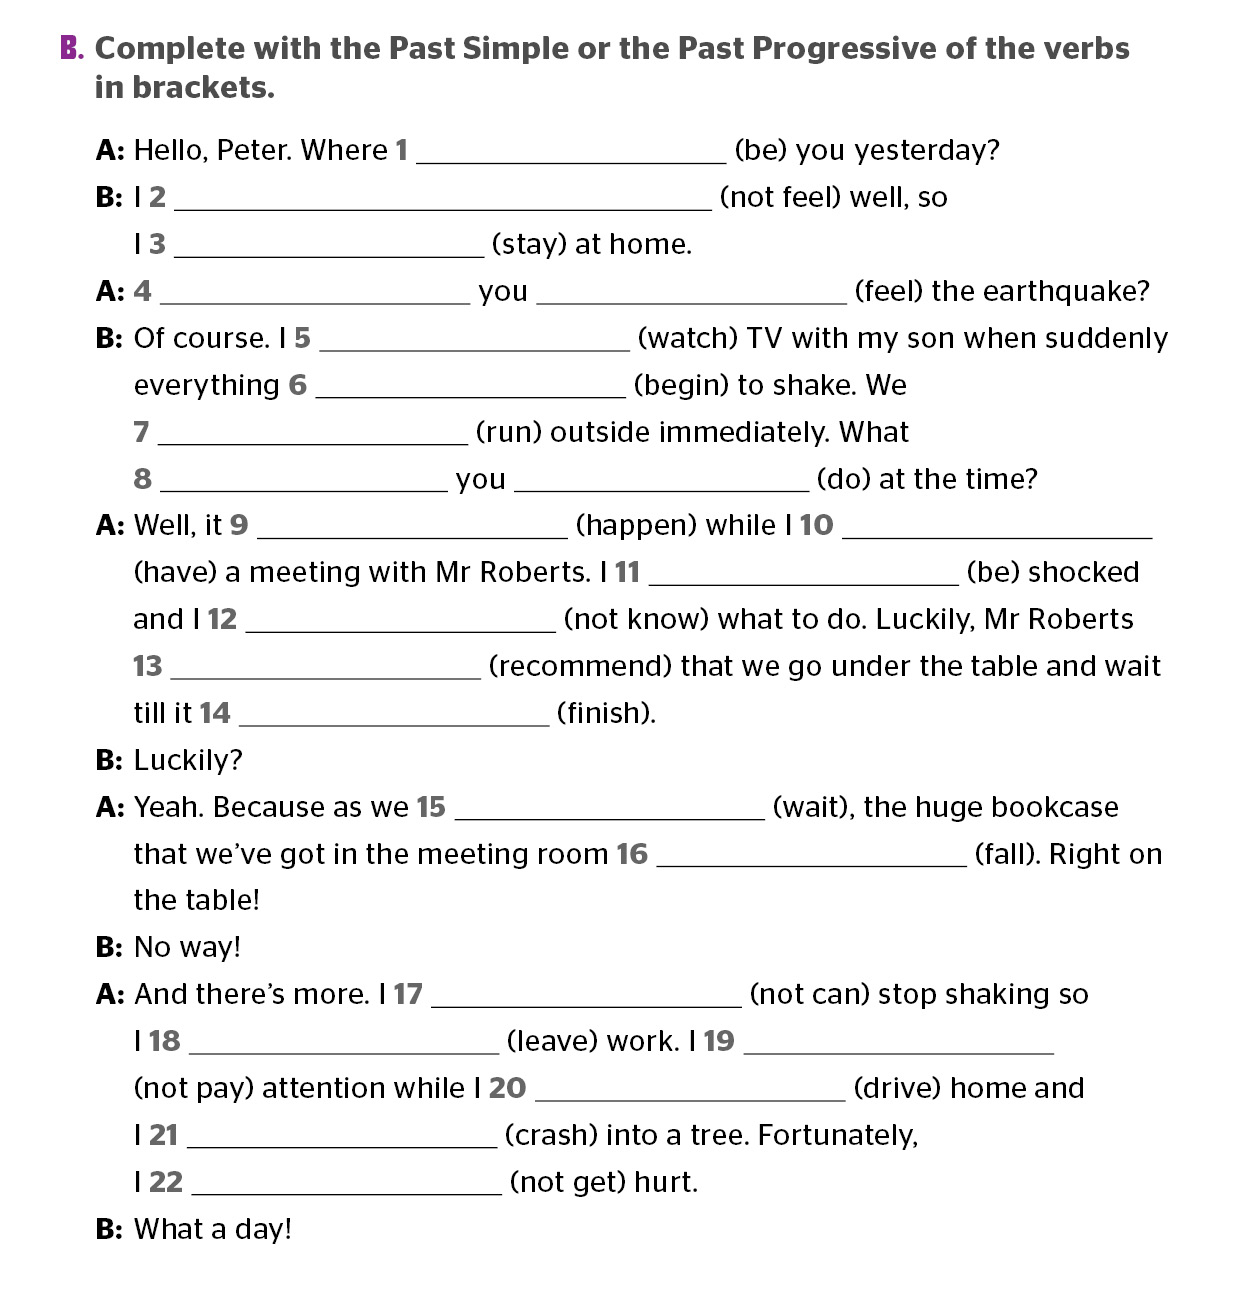 B. Complete with the Past Simple or the Past Progressive of the verbs
in brackets.
A: Hello, Peter. Where 1 ____________________ (be) you yesterday?
B: I 2 ___________________________________ (not feel) well, so
I 3 ____________________ (stay) at home.
A: 4 ____________________ you ____________________ (feel) the earthquake?
B: Of course. I 5 ____________________ (watch) TV with my son when suddenly
everything 6 ____________________ (begin) to shake. We
7 ____________________ (run) outside immediately. What
8 ___________________ you ___________________ (do) at the time?
A: Well, it 9 ____________________ (happen) while I 10 ____________________
(have) a meeting with Mr Roberts. I 11 ____________________ (be) shocked
and I 12 ____________________ (not know) what to do. Luckily, Mr Roberts
13 ____________________ (recommend) that we go under the table and wait
till it 14 ____________________ (finish).
B: Luckily?
A: Yeah. Because as we 15 ____________________ (wait), the huge bookcase
that we’ve got in the meeting room 16 ____________________ (fall). Right on
the table!
B: No way!
A: And there’s more. I 17 ____________________ (not can) stop shaking so
I 18 ____________________ (leave) work. I 19 ____________________
(not pay) attention while I 20 ____________________ (drive) home and
I 21 ____________________ (crash) into a tree. Fortunately,
I 22 ____________________ (not get) hurt.
B: What a day!